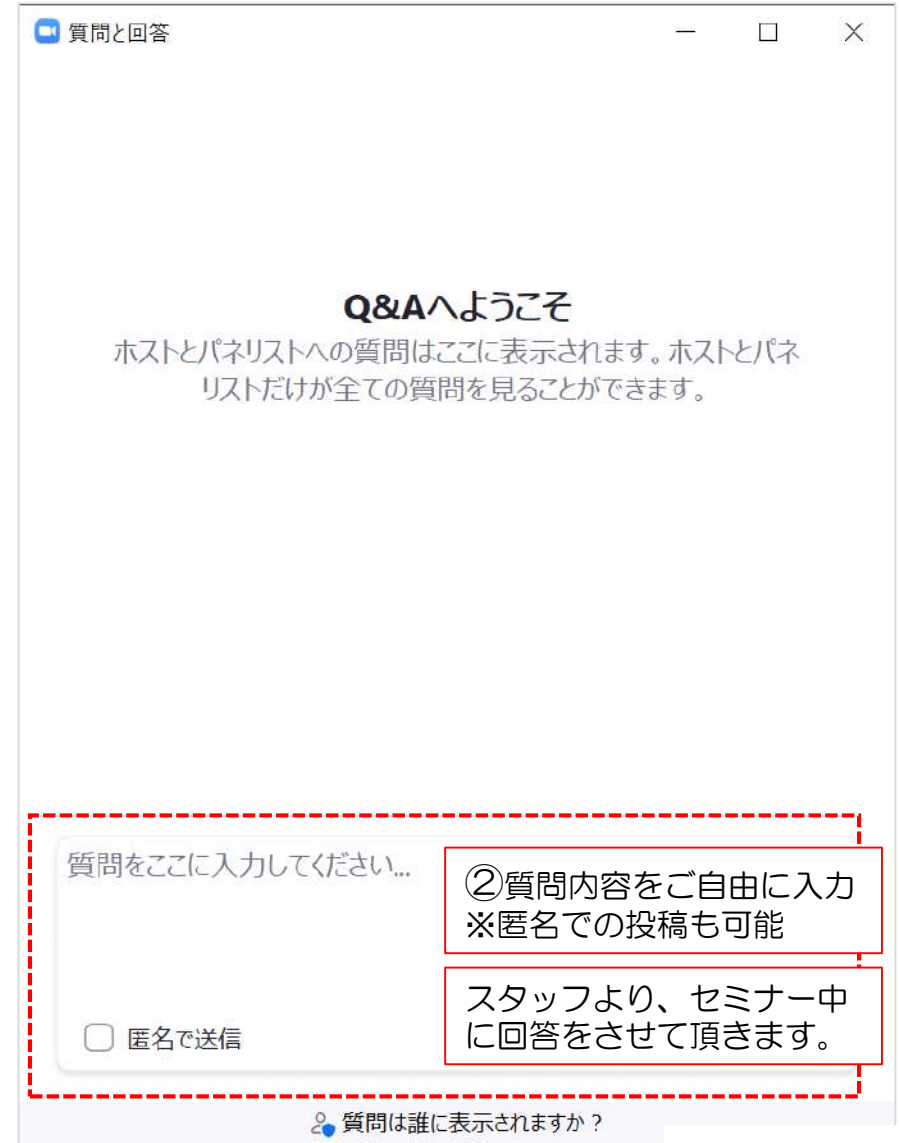 質問と回答
Q&Aへようこそ
ホストとパネリストへの質問はここに表示されます。ホストとパネ
リストだけが全ての質問を見ることができます。
質問をここに入力してください...
②質問内容をご自由に入力
※匿名での投稿も可能
スタッフより、セミナー中
に回答をさせて頂きます。
匿名で送信
質問は誰に表示されますか？